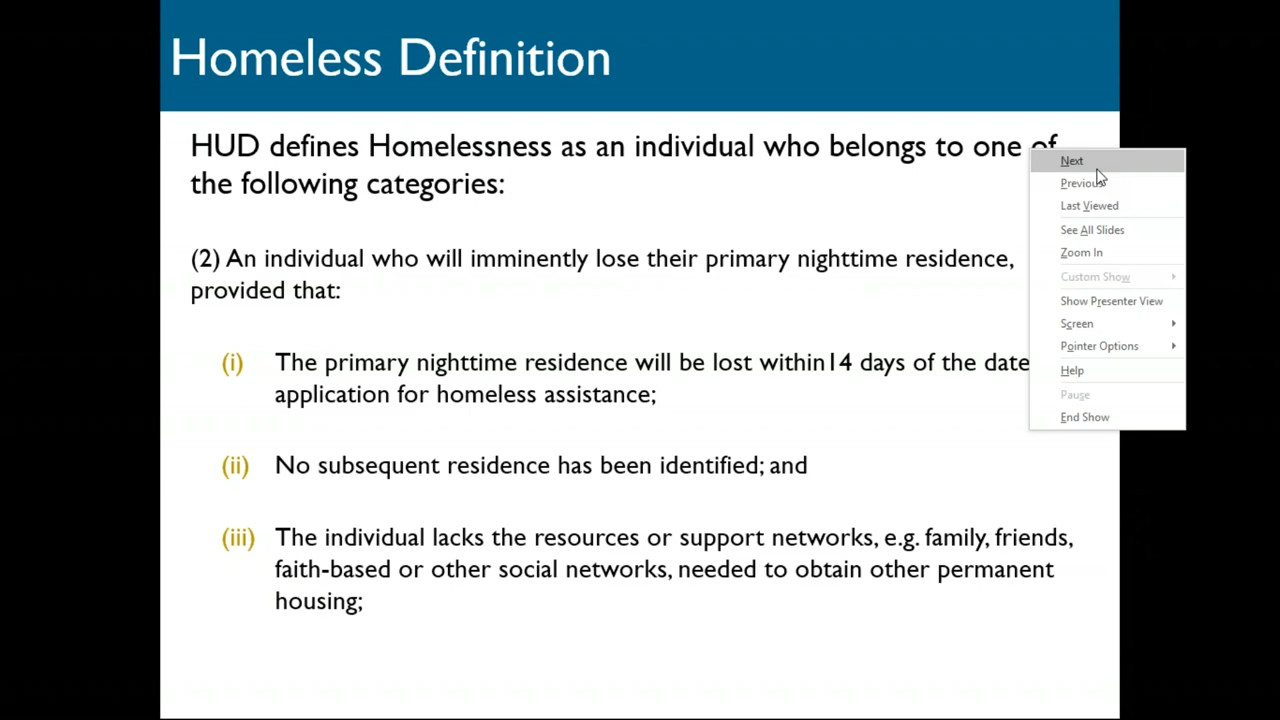 Homeless Definition
HUD defines Homelessness as an individual who belongs to one of
the following categories:
(2) An individual who will imminently lose their primary nighttime residence,
provided that:
(i) The primary nighttime residence will be lost within14 days of the date
application for homeless assistance;
(ii) No subsequent residence has been identified; and
(iii) The individual lacks the resources or support networks, e.g. family, friends,
faith-based or other social networks, needed to obtain other permanent
housing;
Next
Previous
Last Viewed
See All Slides
Zoom In
Custom Show
Show Presenter View
Screen
Pointer Options
Help
Pause
End Show